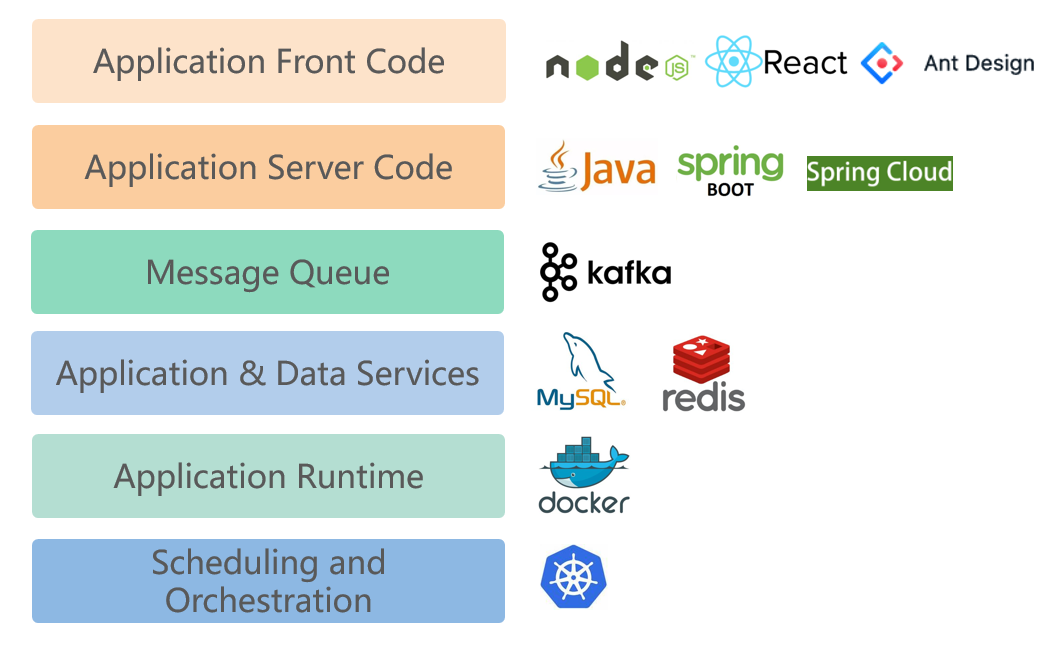 Application Front Code
node JS ™ React Ant Design
Application Server Code
Java spring BOOT Spring Cloud
Message Queue
kafka
Application & Data Services
MySQL® redis
Application Runtime
docker
Scheduling and
Orchestration